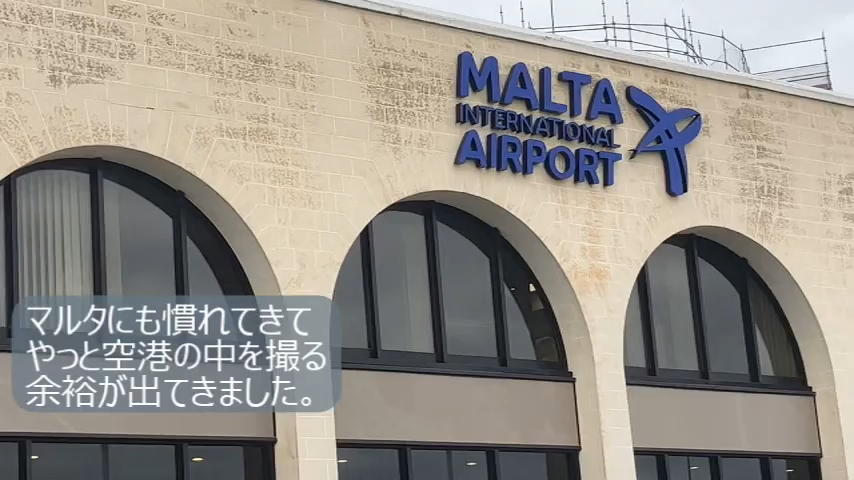 MALTA
INTERNATIONAL
AIRPORT
マルタにも慣れてきて
やっと空港の中を撮る
余裕が出てきました。